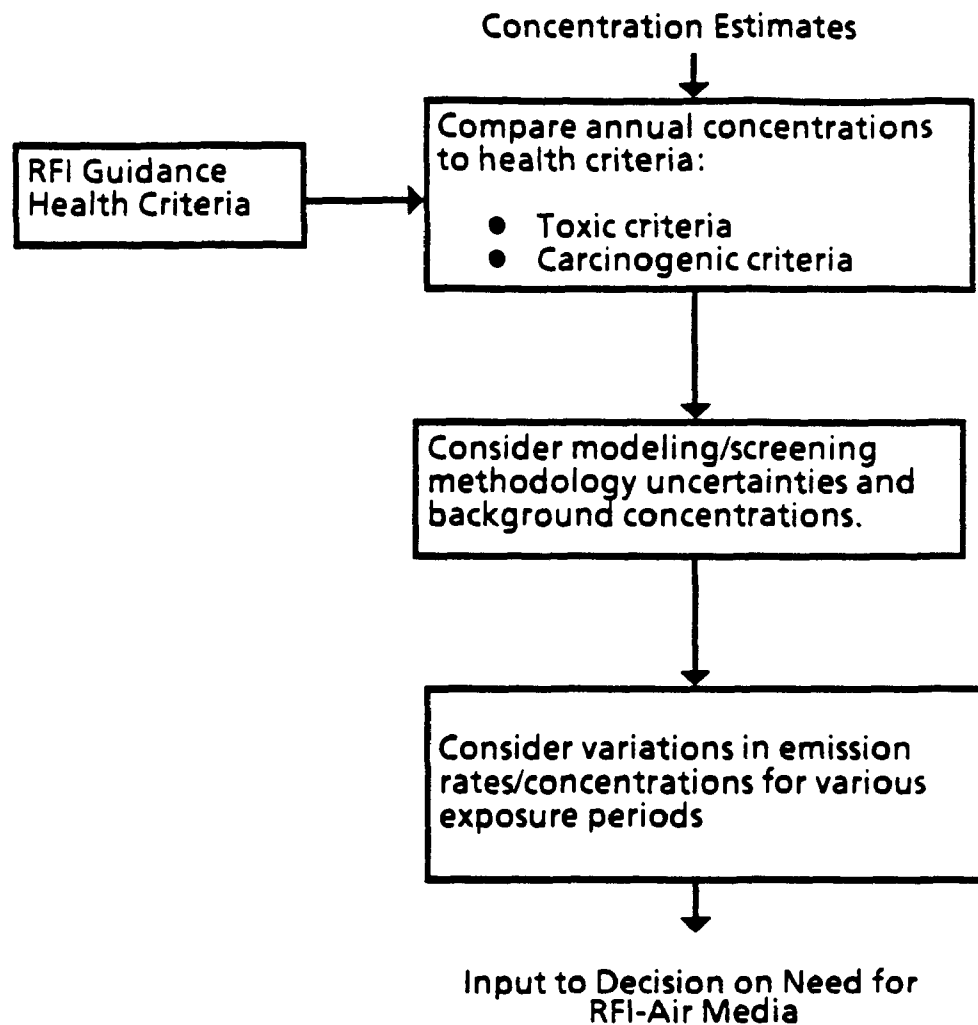 Concentration Estimates
RFI Guidance
Health Criteria
Compare annual concentrations
to health criteria:
● Toxic criteria
● Carcinogenic criteria
Consider modeling/screening
methodology uncertainties and
background concentrations.
Consider variations in emission
rates/concentrations for various
exposure periods
Input to Decision on Need for
RFI-Air Media